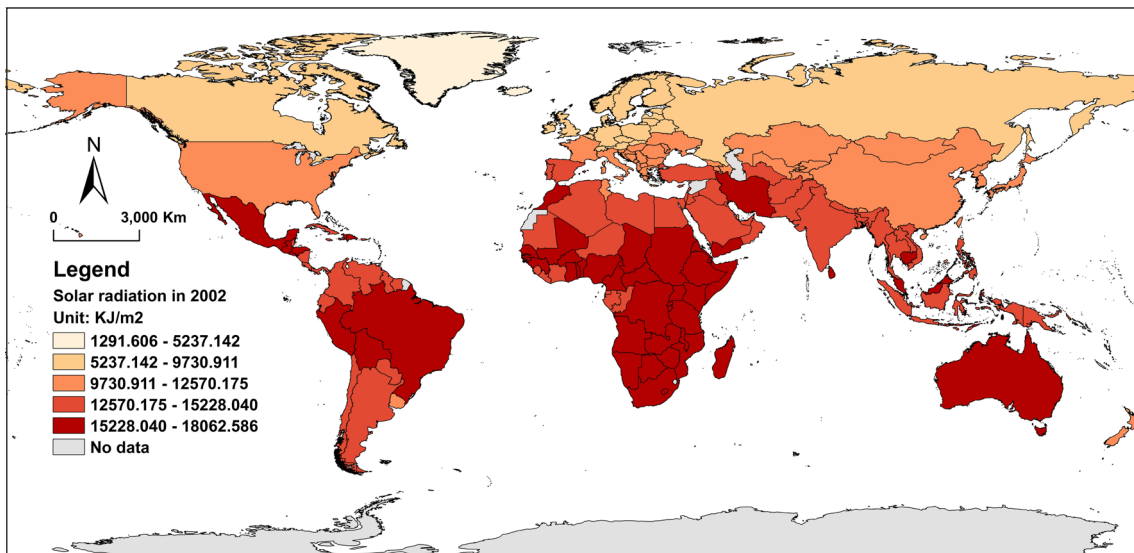 N
0 3,000 Km
Legend
Solar radiation in 2002
Unit: KJ/m2
1291.606 - 5237.142
5237.142 - 9730.911
9730.911 - 12570.175
12570.175 - 15228.040
15228.040 - 18062.586
No data